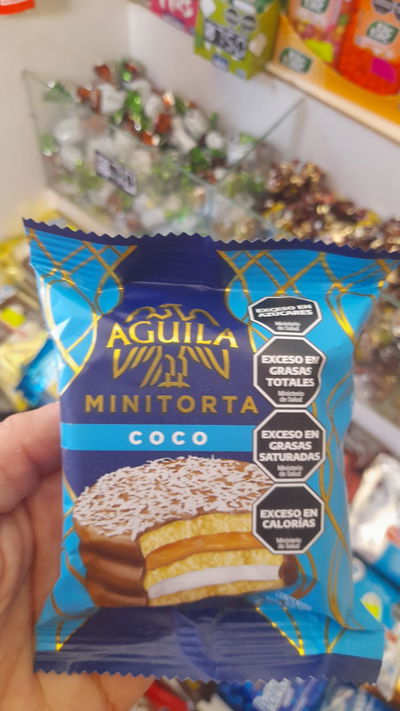 AGUILA
MINITORTA
COCO
EXCESO EN
AZÚCARES
Ministerio
de Salud
EXCESO EN
GRASAS
TOTALES
Ministerio
de Salud
EXCESO EN
GRASAS
SATURADAS
Ministerio
de Salud
EXCESO EN
CALORÍAS
Ministerio
de Salud